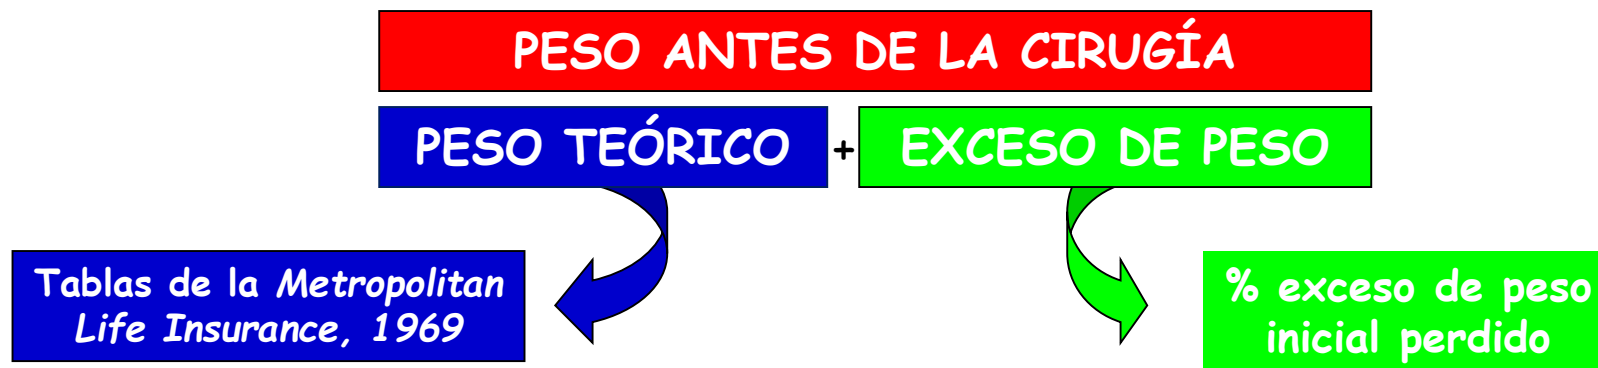 PESO ANTES DE LA CIRUGÍA
PESO TEÓRICO + EXCESO DE PESO
Tablas de la Metropolitan
Life Insurance, 1969
% exceso de peso
inicial perdido